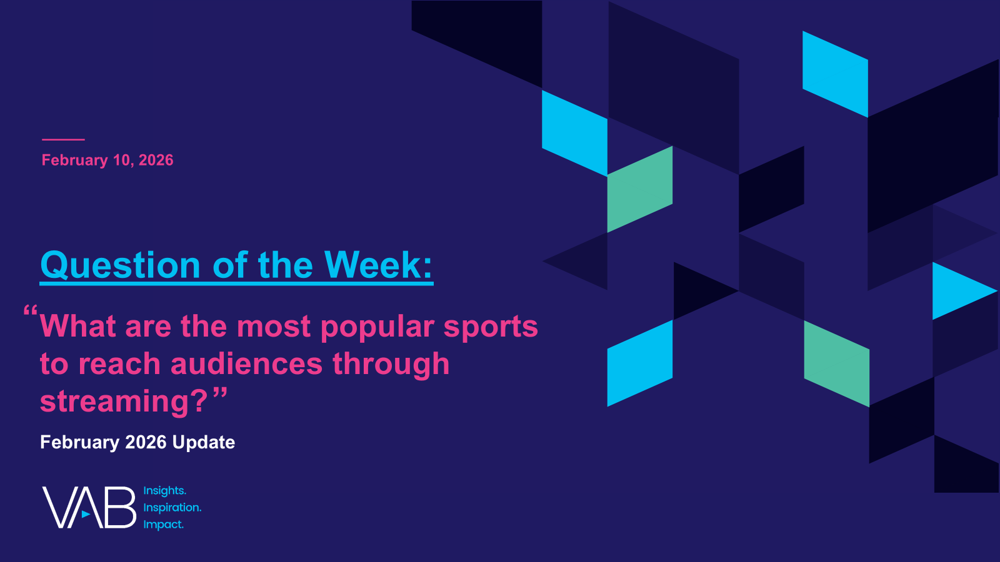 February 10, 2026
Question of the Week:
“What are the most popular sports
to reach audiences through
streaming?”
February 2026 Update
VAB
Insights.
Inspiration.
Impact.